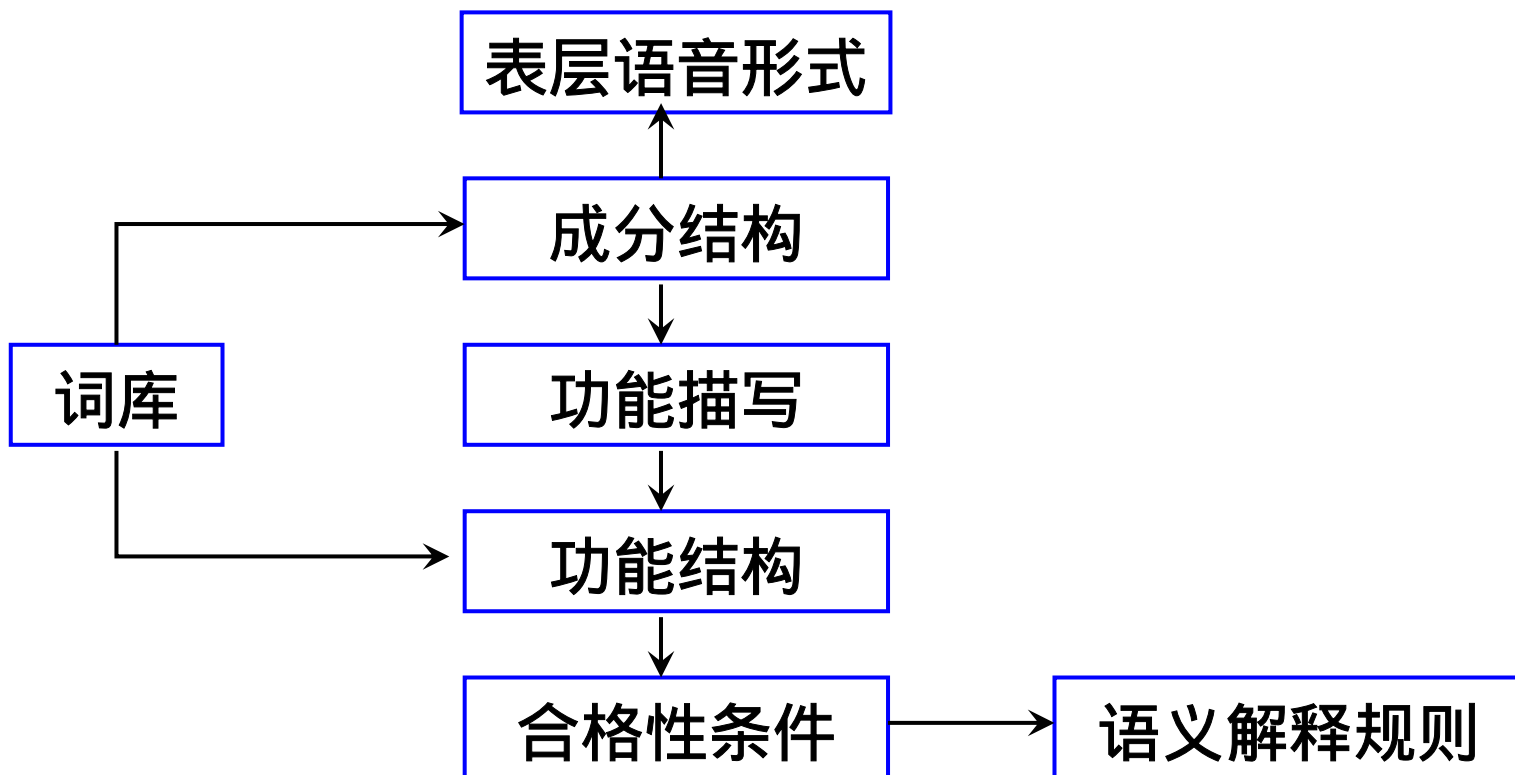 表层语音形式
成分结构
词库
功能描写
功能结构
合格性条件
语义解释规则